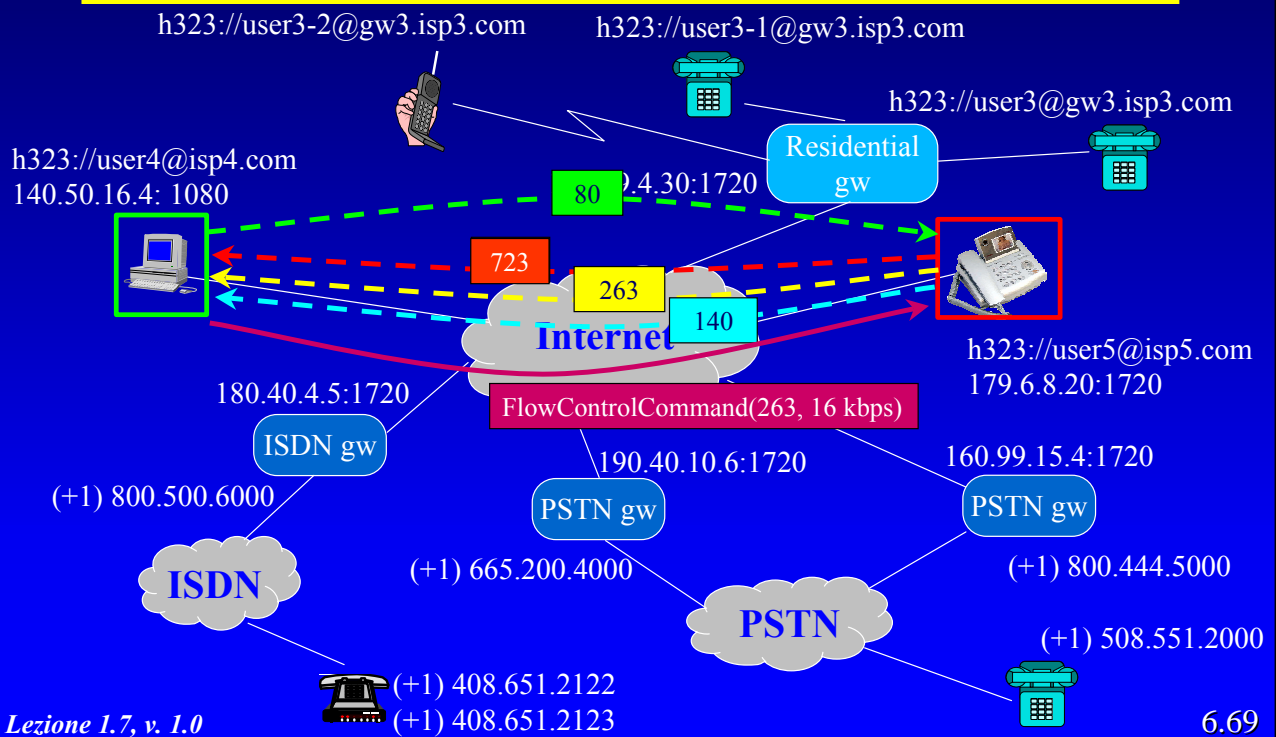 h323://user3-2@gw3.isp3.com
h323://user3-1@gw3.isp3.com
h323://user3@gw3.isp3.com
Residential
gw
h323://user4@isp4.com
140.50.16.4: 1080
9.4.30:1720
80
723
263
140
Internet
h323://user5@isp5.com
179.6.8.20:1720
180.40.4.5:1720
FlowControlCommand(263, 16 kbps)
ISDN gw
190.40.10.6:1720
160.99.15.4:1720
(+1) 800.500.6000
PSTN gw
PSTN gw
(+1) 665.200.4000
(+1) 800.444.5000
ISDN
PSTN
(+1) 508.551.2000
(+1) 408.651.2122
(+1) 408.651.2123
Lezione 1.7, v. 1.0
6.69